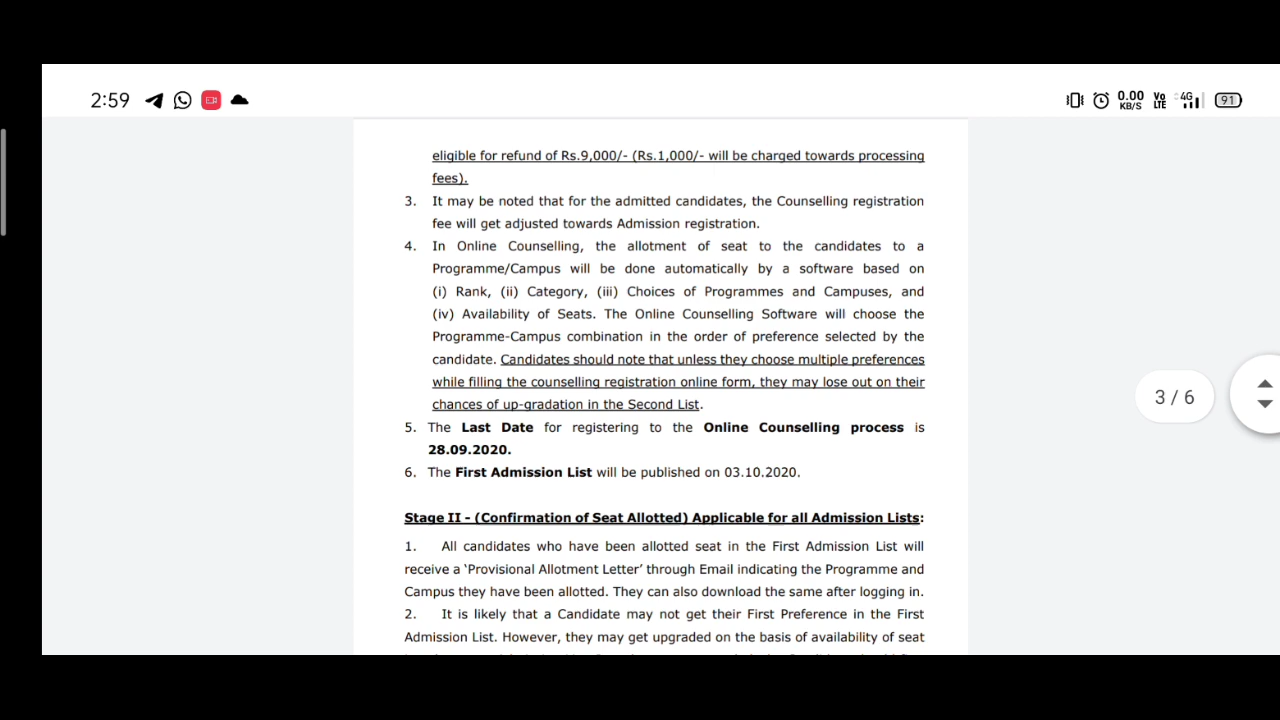 2:59
0.00 KB/S Vo LTE 4G 91
eligible for refund of Rs.9,000/- (Rs.1,000/- will be charged towards processing
fees).
3. It may be noted that for the admitted candidates, the Counselling registration
fee will get adjusted towards Admission registration.
4. In Online Counselling, the allotment of seat to the candidates to a
Programme/Campus will be done automatically by a software based on
(i) Rank, (ii) Category, (iii) Choices of Programmes and Campuses, and
(iv) Availability of Seats. The Online Counselling Software will choose the
Programme-Campus combination in the order of preference selected by the
candidate. Candidates should note that unless they choose multiple preferences
while filling the counselling registration online form, they may lose out on their
chances of up-gradation in the Second List.
5. The Last Date for registering to the Online Counselling process is
28.09.2020.
6. The First Admission List will be published on 03.10.2020.
3 / 6
Stage II - (Confirmation of Seat Allotted) Applicable for all Admission Lists:
1. All candidates who have been allotted seat in the First Admission List will
receive a ‘Provisional Allotment Letter’ through Email indicating the Programme and
Campus they have been allotted. They can also download the same after logging in.
2. It is likely that a Candidate may not get their First Preference in the First
Admission List. However, they may get upgraded on the basis of availability of seat